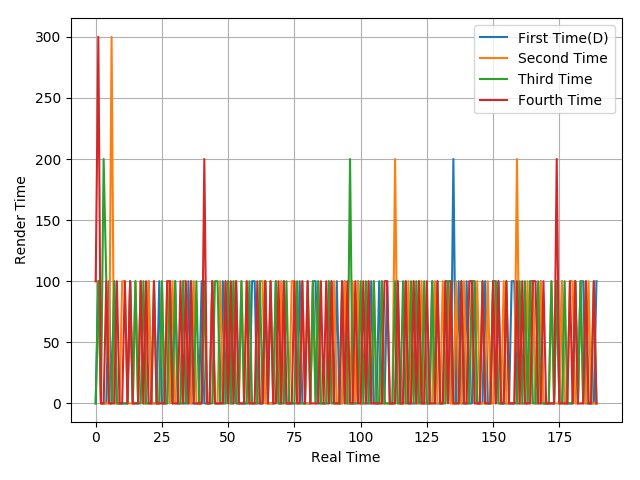 300
250
200
150
100
50
0
Render Time
First Time(D)
Second Time
Third Time
Fourth Time
0 25 50 75 100 125 150 175
Real Time